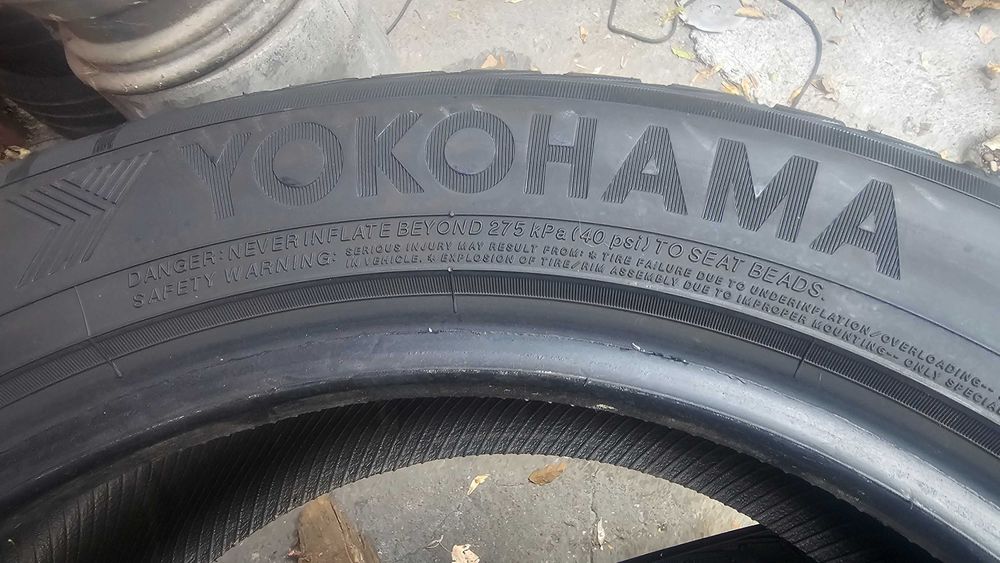 YOKOHAMA
DANGER: NEVER INFLATE BEYOND 275 kPa (40 psi) TO SEAT BEADS.
SAFETY WARNING: SERIOUS INJURY MAY RESULT FROM: * TIRE FAILURE DUE TO UNDERINFLATION/OVERLOADING--
IN VEHICLE. * EXPLOSION OF TIRE/RIM ASSEMBLY DUE TO IMPROPER MOUNTING-- ONLY